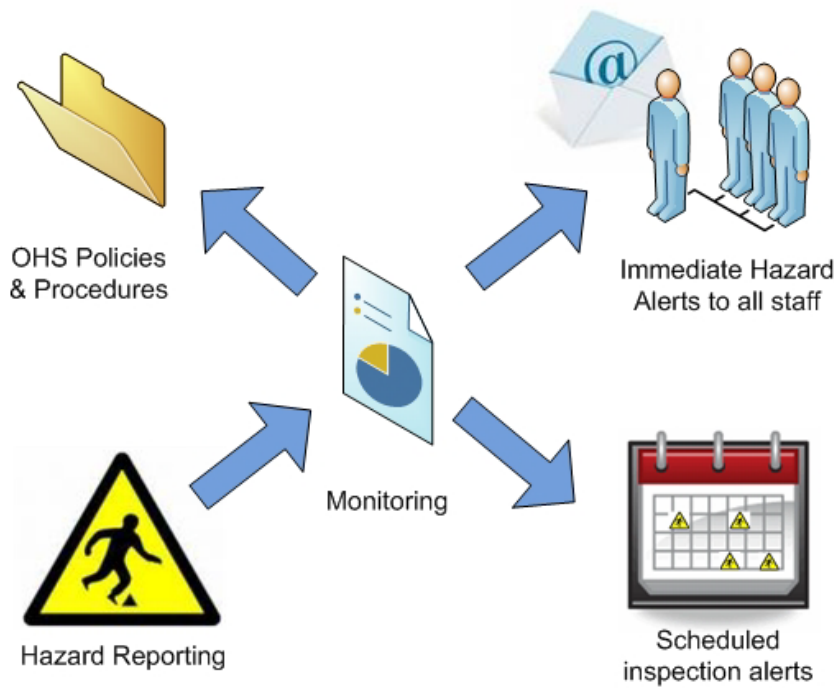 @
OHS Policies
& Procedures
Immediate Hazard
Alerts to all staff
Monitoring
Hazard Reporting
Scheduled
inspection alerts